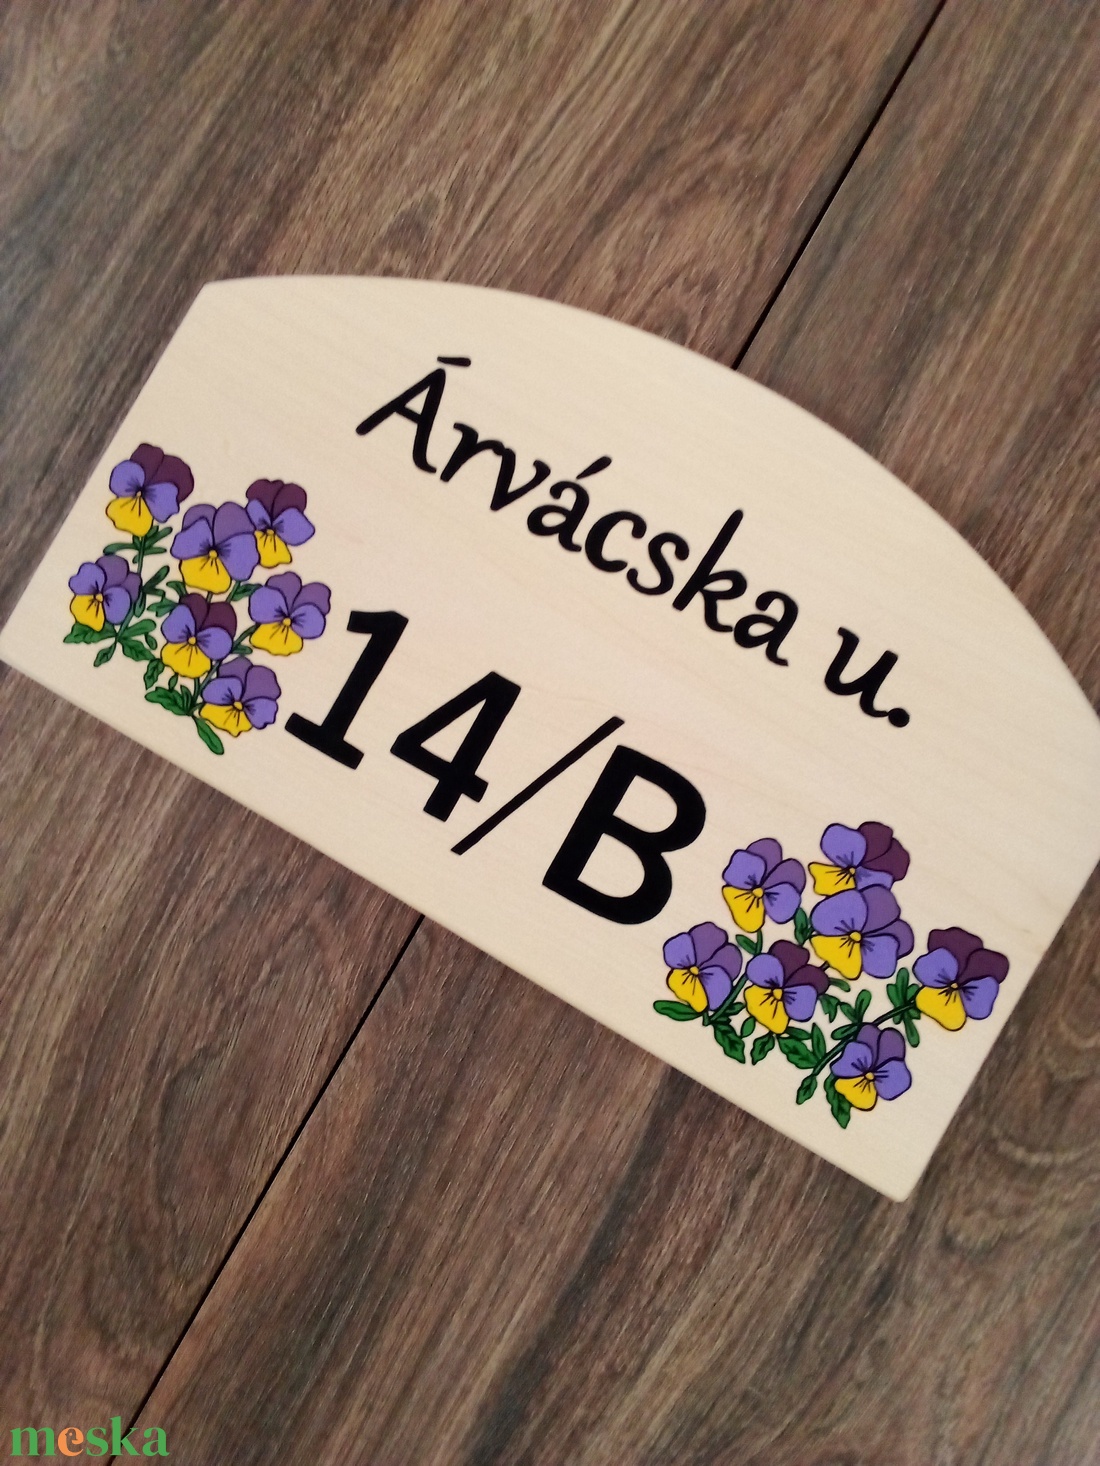 Árvácska u.
14/B
meska